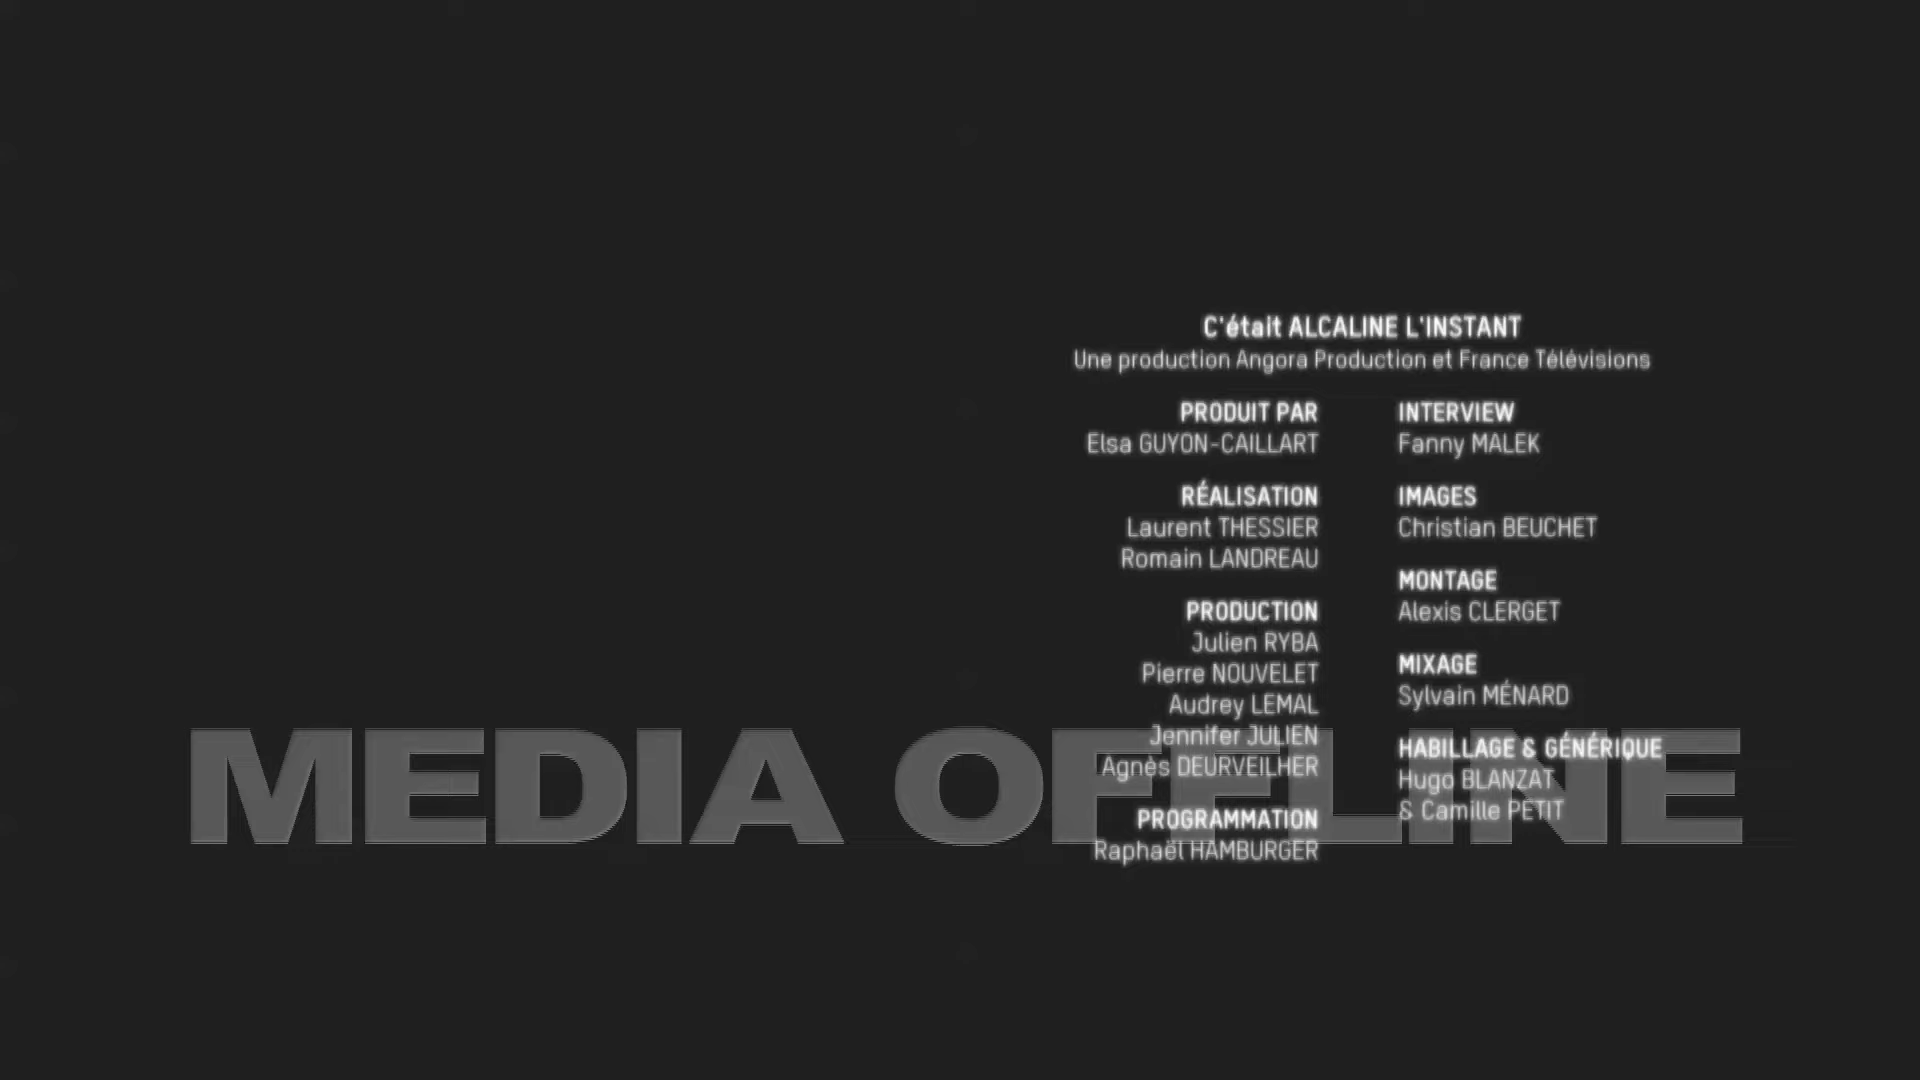 C'était ALCALINE L'INSTANT
Une production Angora Production et France Télévisions
PRODUIT PAR
Elsa GUYON-CAILLART
RÉALISATION
Laurent THESSIER
Romain LANDREAU
PRODUCTION
Julien RYBA
Pierre NOUVELET
Audrey LEMAL
Jennifer JULIEN
Agnès DEURVEILHER
PROGRAMMATION
Raphaël HAMBURGER
INTERVIEW
Fanny MALEK
IMAGES
Christian BEUCHET
MONTAGE
Alexis CLERGET
MIXAGE
Sylvain MÉNARD
HABILLAGE & GÉNÉRIQUE
Hugo BLANZAT
& Camille PETIT
MEDIA OFFLINE